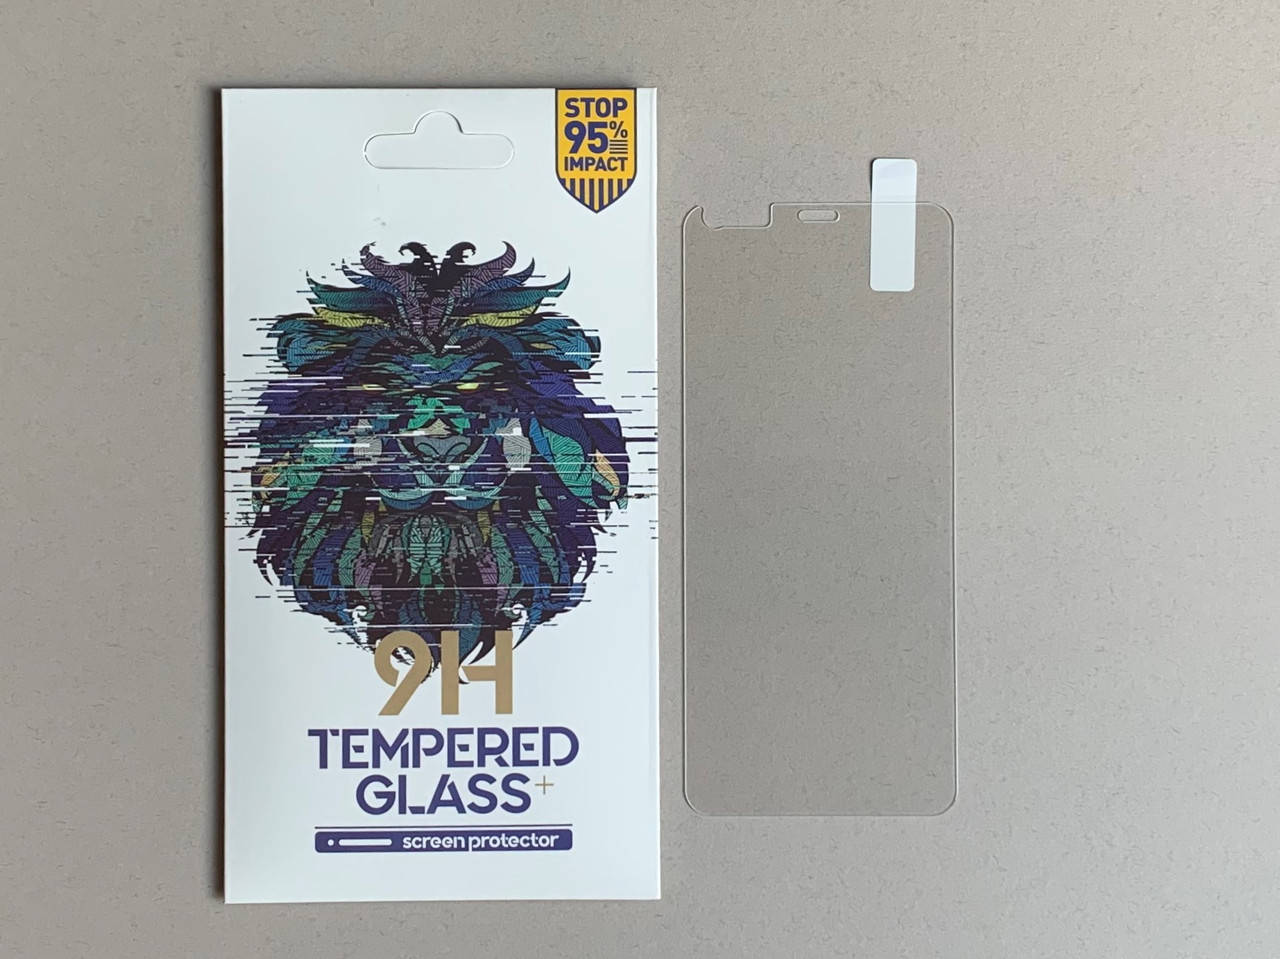 STOP
95%
IMPACT
9H
TEMPERED
GLASS+
screen protector